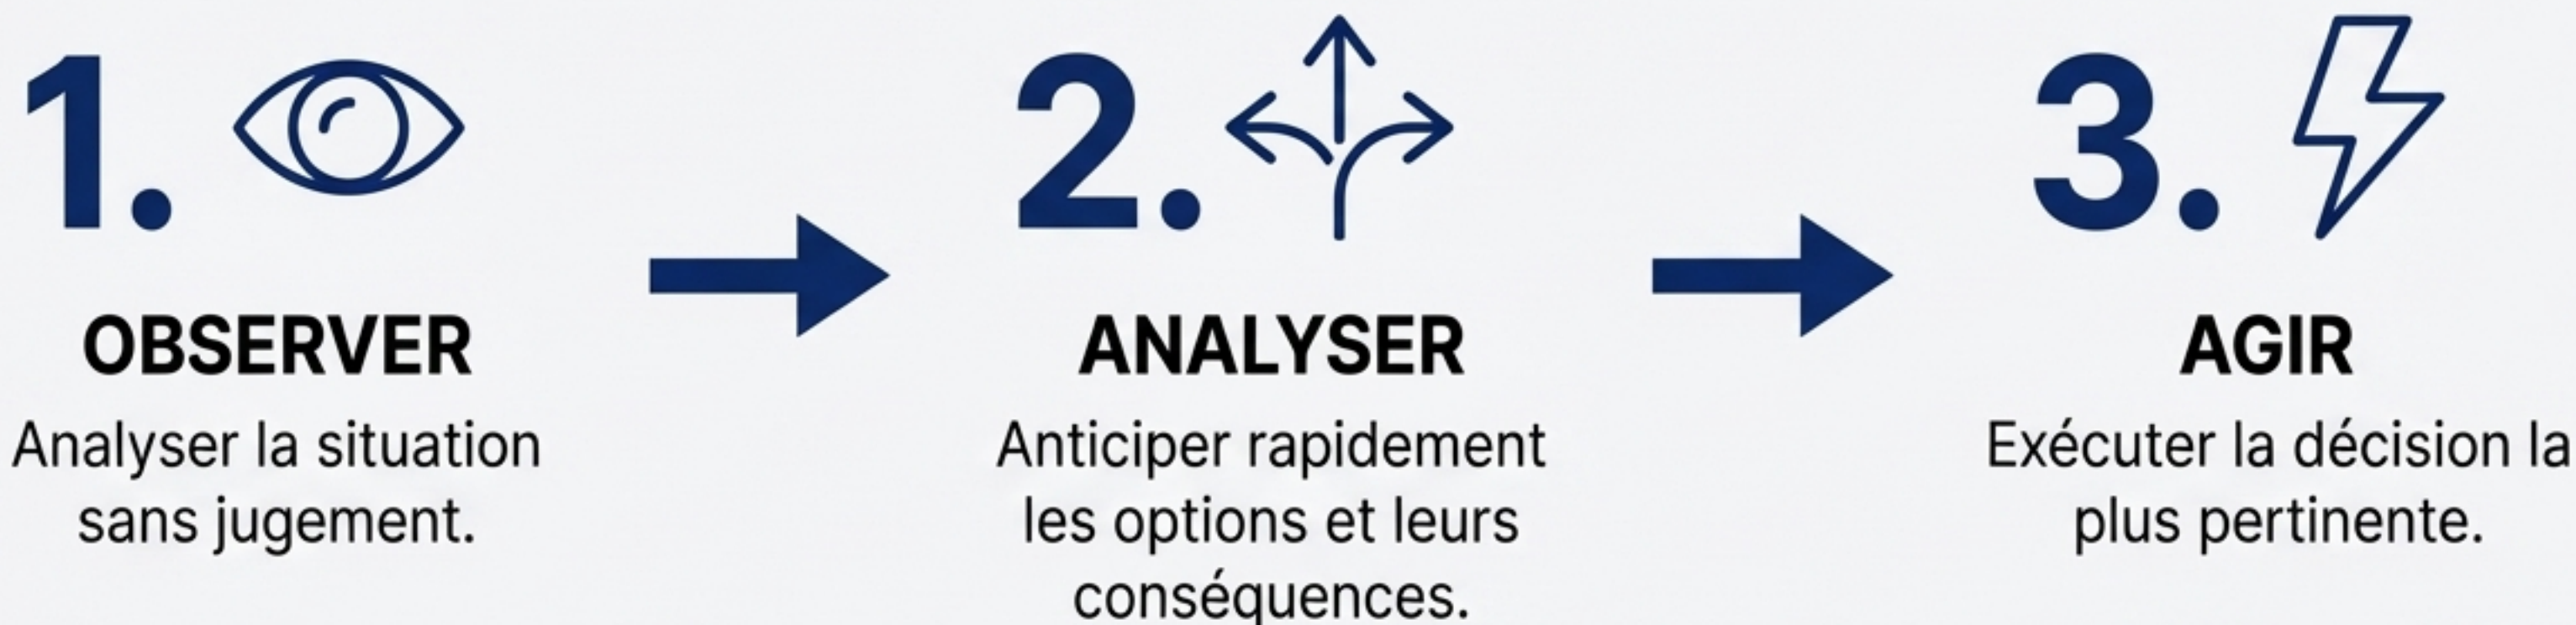 1.
OBSERVER
Analyser la situation
sans jugement.
2.
ANALYSER
Anticiper rapidement
les options et leurs
conséquences.
3.
AGIR
Exécuter la décision la
plus pertinente.